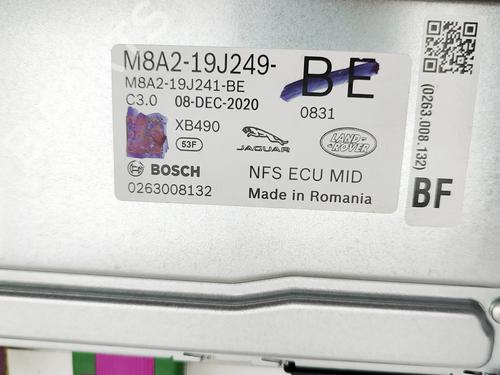 M8A2-19J249-
BE
M8A2-19J241-BE
C3.0 08-DEC-2020
0831
XB490
53F
JAGUAR
LAND ROVER
BOSCH
NFS ECU MID
0263008132
Made in Romania
(0263.008.132)
BF